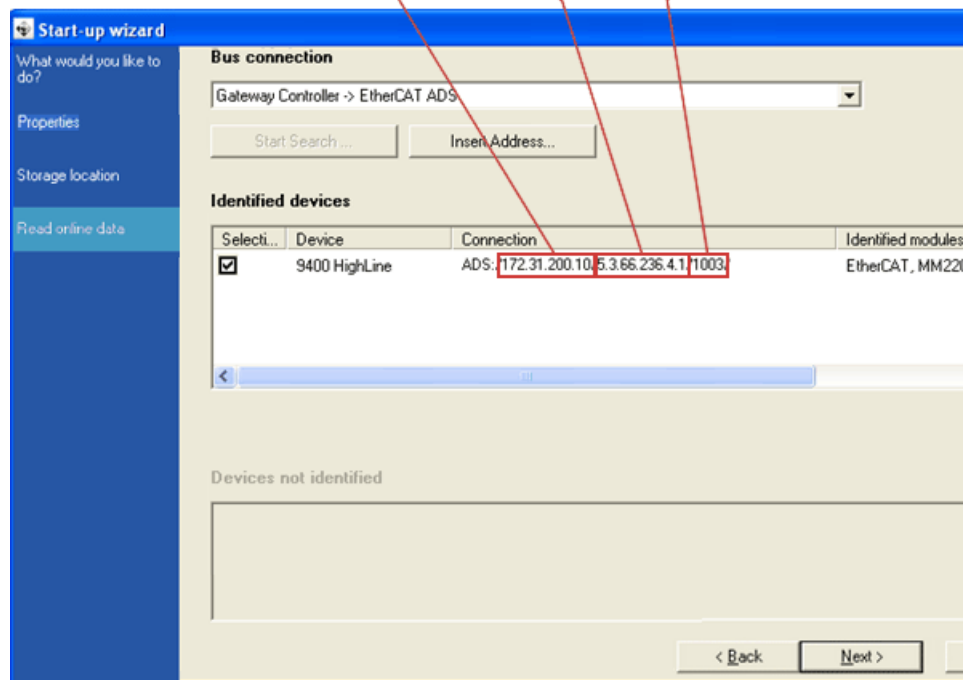 Start-up wizard
What would you like to
do?
Properties
Storage location
Read online data
Bus connection
Gateway Controller -> EtherCAT ADS
Start Search ...
Insert Address...
Identified devices
Selecti... Device Connection Identified modules
9400 HighLine ADS:/172.31.200.10/5.3.66.236.4.1/1003/ EtherCAT, MM220
Devices not identified
< Back
Next >